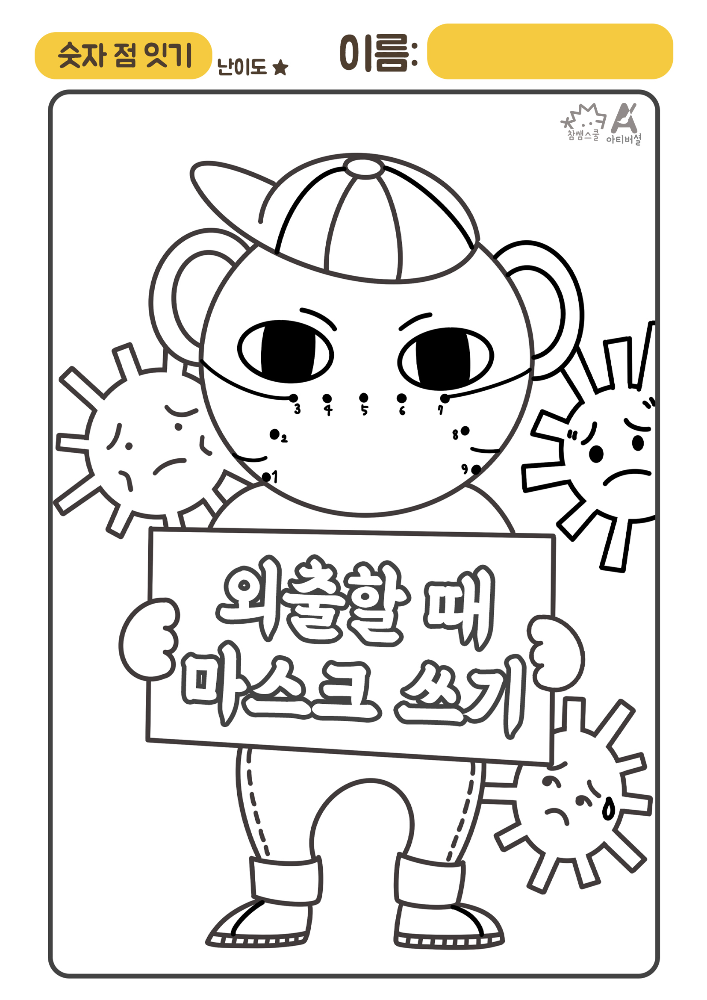 숫자 점 잇기
난이도 ★
이름:
참쌤스쿨
아티버셜
3 4 5 6 7
2 8
1 9
외출할 때
마스크 쓰기